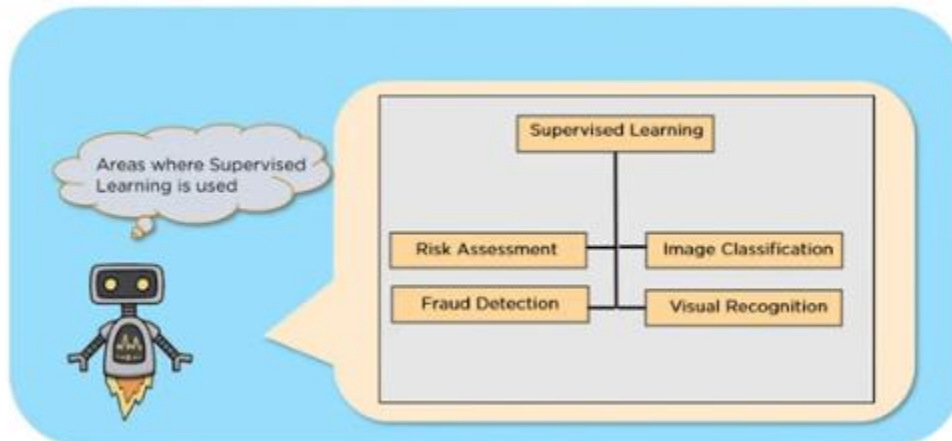 Areas where Supervised
Learning is used
Supervised Learning
Risk Assessment
Image Classification
Fraud Detection
Visual Recognition